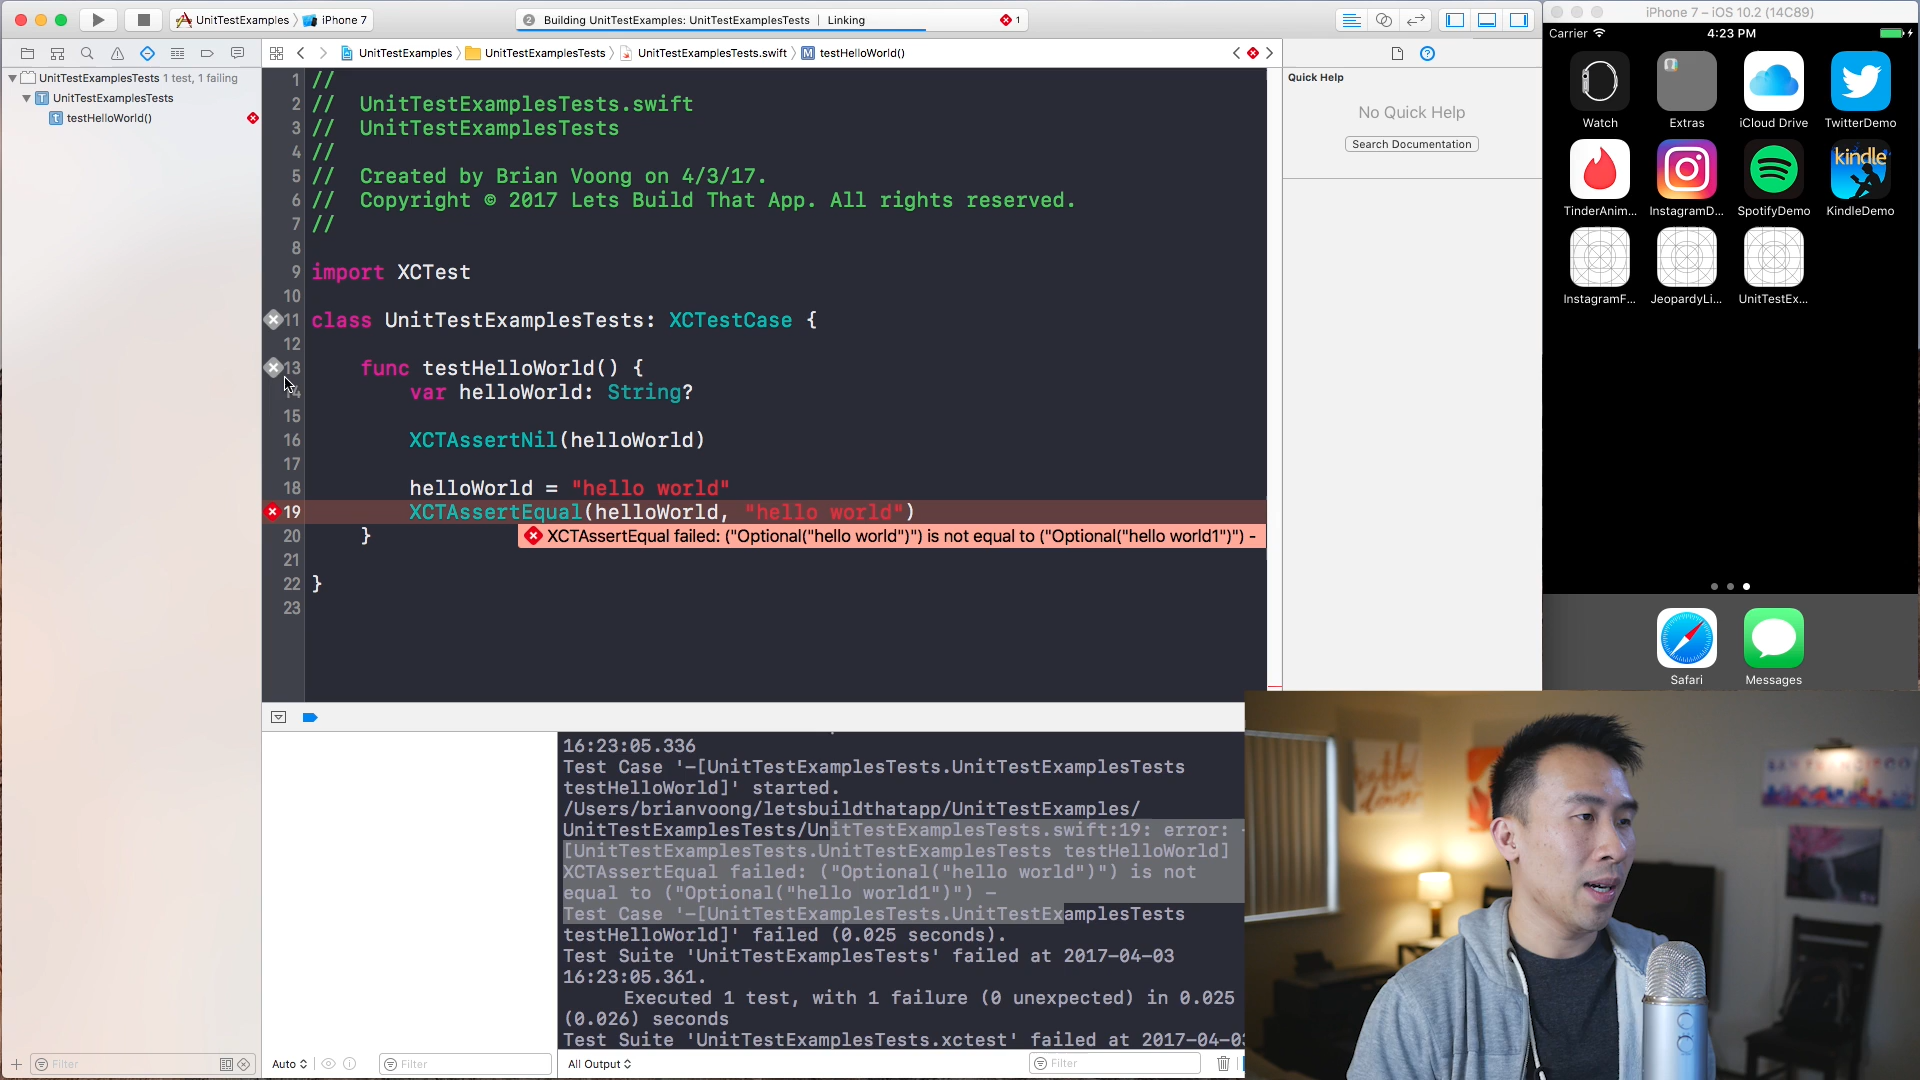 UnitTestExamples
iPhone 7
2 Building UnitTestExamples: UnitTestExamplesTests | Linking
1
iPhone 7 – iOS 10.2 (14C89)
UnitTestExamples
UnitTestExamplesTests
UnitTestExamplesTests.swift
M testHelloWorld()
UnitTestExamplesTests 1 test, 1 failing
T UnitTestExamplesTests
t testHelloWorld()
1 //
2 // UnitTestExamplesTests.swift
3 // UnitTestExamplesTests
4 //
5 // Created by Brian Voong on 4/3/17.
6 // Copyright © 2017 Lets Build That App. All rights reserved.
7 //
8
9 import XCTest
10
11 class UnitTestExamplesTests: XCTestCase {
12
13 func testHelloWorld() {
14 var helloWorld: String?
15
16 XCTAssertNil(helloWorld)
17
18 helloWorld = "hello world"
19 XCTAssertEqual(helloWorld, "hello world")
20 }
XCTAssertEqual failed: ("Optional("hello world")") is not equal to ("Optional("hello world1")") -
21
22 }
23
Quick Help
No Quick Help
Search Documentation
Carrier
4:23 PM
Watch
Extras
iCloud Drive
TwitterDemo
TinderAnim...
InstagramD...
SpotifyDemo
kindle
KindleDemo
InstagramF...
JeopardyLi...
UnitTestEx...
Safari
Messages
16:23:05.336
Test Case '-[UnitTestExamplesTests.UnitTestExamplesTests
testHelloWorld]' started.
/Users/brianvoong/letsbuildthatapp/UnitTestExamples/
UnitTestExamplesTests/UnitTestExamplesTests.swift:19: error: -
[UnitTestExamplesTests.UnitTestExamplesTests testHelloWorld]
XCTAssertEqual failed: ("Optional("hello world")") is not
equal to ("Optional("hello world1")") -
Test Case '-[UnitTestExamplesTests.UnitTestExamplesTests
testHelloWorld]' failed (0.025 seconds).
Test Suite 'UnitTestExamplesTests' failed at 2017-04-03
16:23:05.361.
Executed 1 test, with 1 failure (0 unexpected) in 0.025
(0.026) seconds
Test Suite 'UnitTestExamplesTests.xctest' failed at 2017-04-03
Filter
Auto
Filter
All Output
Filter
SAN FRANCISCO